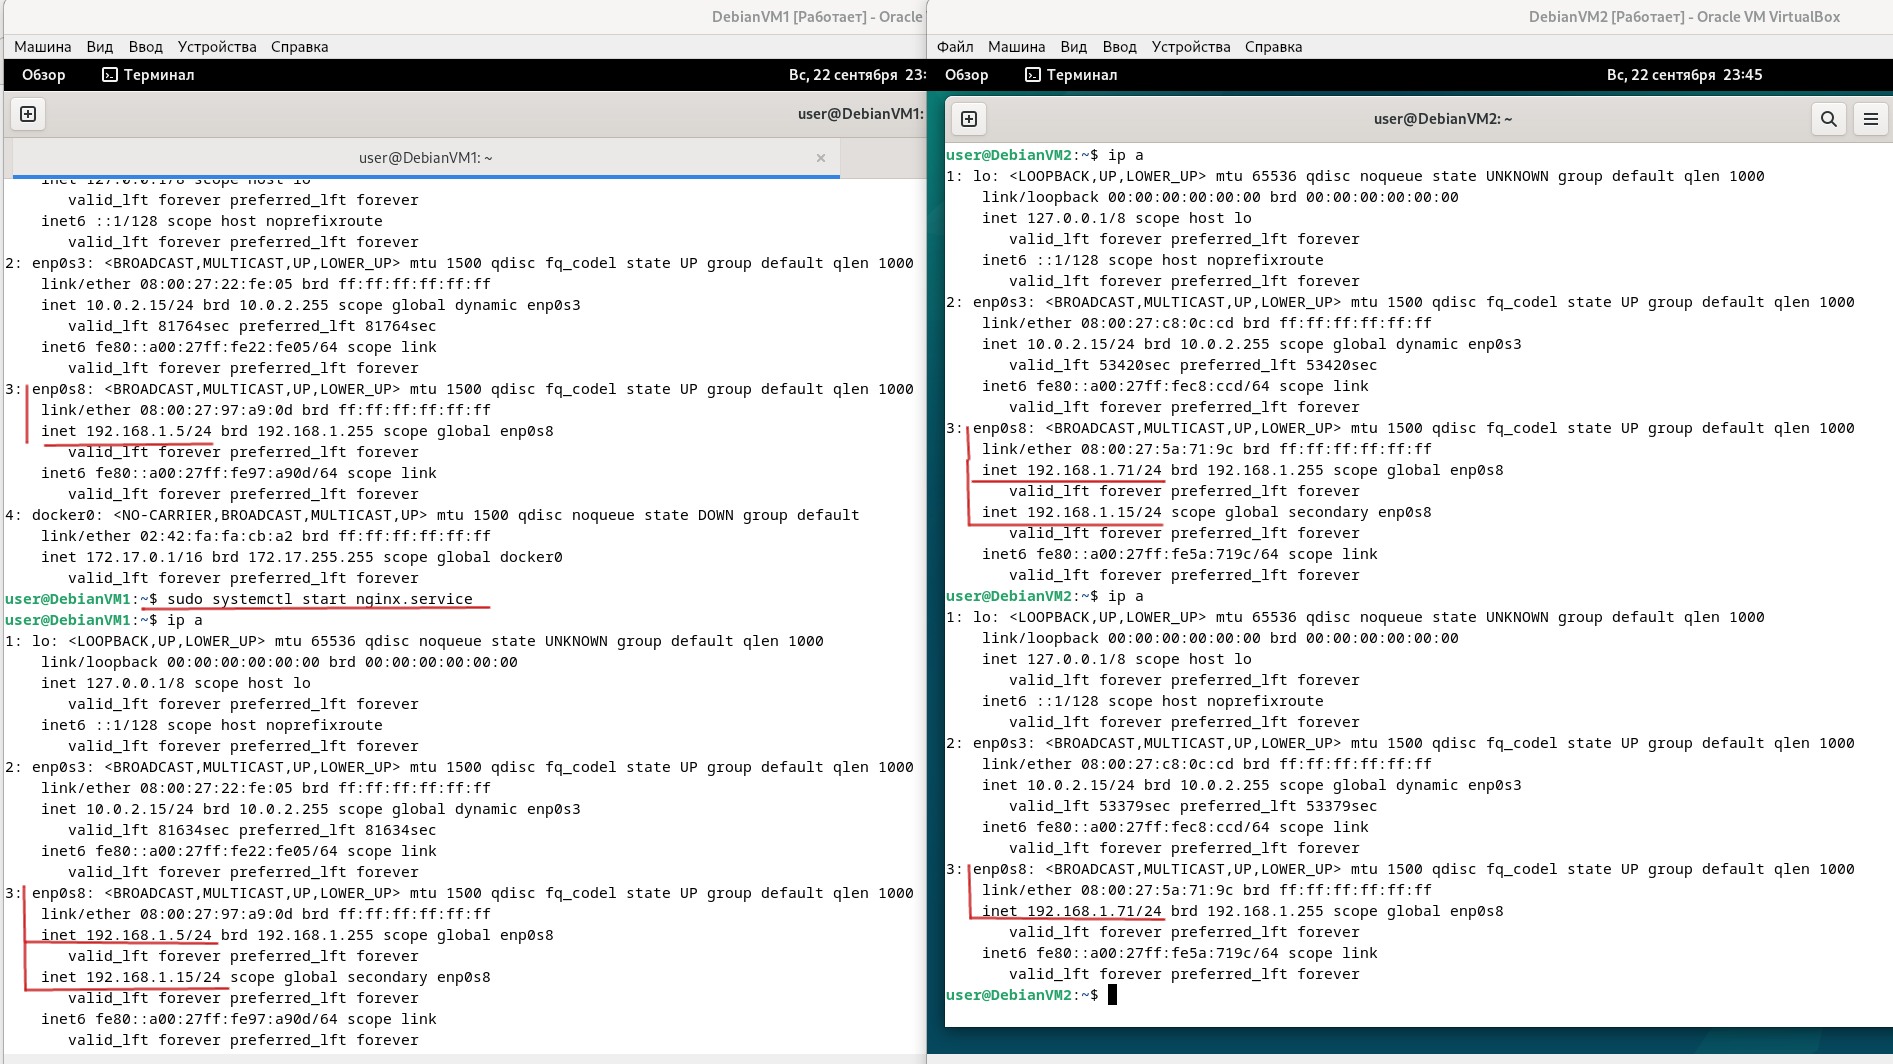 DebianVM1 [Работает] - Oracle
Машина Вид Ввод Устройства Справка
Обзор Терминал Вс, 22 сентября 23:
user@DebianVM1:
user@DebianVM1: ~ ×
inet 127.0.0.1/8 scope host lo
valid_lft forever preferred_lft forever
inet6 ::1/128 scope host noprefixroute
valid_lft forever preferred_lft forever
2: enp0s3: <BROADCAST,MULTICAST,UP,LOWER_UP> mtu 1500 qdisc fq_codel state UP group default qlen 1000
link/ether 08:00:27:22:fe:05 brd ff:ff:ff:ff:ff:ff
inet 10.0.2.15/24 brd 10.0.2.255 scope global dynamic enp0s3
valid_lft 81764sec preferred_lft 81764sec
inet6 fe80::a00:27ff:fe22:fe05/64 scope link
valid_lft forever preferred_lft forever
3: enp0s8: <BROADCAST,MULTICAST,UP,LOWER_UP> mtu 1500 qdisc fq_codel state UP group default qlen 1000
link/ether 08:00:27:97:a9:0d brd ff:ff:ff:ff:ff:ff
inet 192.168.1.5/24 brd 192.168.1.255 scope global enp0s8
valid_lft forever preferred_lft forever
inet6 fe80::a00:27ff:fe97:a90d/64 scope link
valid_lft forever preferred_lft forever
4: docker0: <NO-CARRIER,BROADCAST,MULTICAST,UP> mtu 1500 qdisc noqueue state DOWN group default
link/ether 02:42:fa:fa:cb:a2 brd ff:ff:ff:ff:ff:ff
inet 172.17.0.1/16 brd 172.17.255.255 scope global docker0
valid_lft forever preferred_lft forever
user@DebianVM1:~$ sudo systemctl start nginx.service
user@DebianVM1:~$ ip a
1: lo: <LOOPBACK,UP,LOWER_UP> mtu 65536 qdisc noqueue state UNKNOWN group default qlen 1000
link/loopback 00:00:00:00:00:00 brd 00:00:00:00:00:00
inet 127.0.0.1/8 scope host lo
valid_lft forever preferred_lft forever
inet6 ::1/128 scope host noprefixroute
valid_lft forever preferred_lft forever
2: enp0s3: <BROADCAST,MULTICAST,UP,LOWER_UP> mtu 1500 qdisc fq_codel state UP group default qlen 1000
link/ether 08:00:27:22:fe:05 brd ff:ff:ff:ff:ff:ff
inet 10.0.2.15/24 brd 10.0.2.255 scope global dynamic enp0s3
valid_lft 81634sec preferred_lft 81634sec
inet6 fe80::a00:27ff:fe22:fe05/64 scope link
valid_lft forever preferred_lft forever
3: enp0s8: <BROADCAST,MULTICAST,UP,LOWER_UP> mtu 1500 qdisc fq_codel state UP group default qlen 1000
link/ether 08:00:27:97:a9:0d brd ff:ff:ff:ff:ff:ff
inet 192.168.1.5/24 brd 192.168.1.255 scope global enp0s8
valid_lft forever preferred_lft forever
inet 192.168.1.15/24 scope global secondary enp0s8
valid_lft forever preferred_lft forever
inet6 fe80::a00:27ff:fe97:a90d/64 scope link
valid_lft forever preferred_lft forever
DebianVM2 [Работает] - Oracle VM VirtualBox
Файл Машина Вид Ввод Устройства Справка
Обзор Терминал Вс, 22 сентября 23:45
user@DebianVM2: ~
user@DebianVM2:~$ ip a
1: lo: <LOOPBACK,UP,LOWER_UP> mtu 65536 qdisc noqueue state UNKNOWN group default qlen 1000
link/loopback 00:00:00:00:00:00 brd 00:00:00:00:00:00
inet 127.0.0.1/8 scope host lo
valid_lft forever preferred_lft forever
inet6 ::1/128 scope host noprefixroute
valid_lft forever preferred_lft forever
2: enp0s3: <BROADCAST,MULTICAST,UP,LOWER_UP> mtu 1500 qdisc fq_codel state UP group default qlen 1000
link/ether 08:00:27:c8:0c:cd brd ff:ff:ff:ff:ff:ff
inet 10.0.2.15/24 brd 10.0.2.255 scope global dynamic enp0s3
valid_lft 53420sec preferred_lft 53420sec
inet6 fe80::a00:27ff:fec8:ccd/64 scope link
valid_lft forever preferred_lft forever
3: enp0s8: <BROADCAST,MULTICAST,UP,LOWER_UP> mtu 1500 qdisc fq_codel state UP group default qlen 1000
link/ether 08:00:27:5a:71:9c brd ff:ff:ff:ff:ff:ff
inet 192.168.1.71/24 brd 192.168.1.255 scope global enp0s8
valid_lft forever preferred_lft forever
inet 192.168.1.15/24 scope global secondary enp0s8
valid_lft forever preferred_lft forever
inet6 fe80::a00:27ff:fe5a:719c/64 scope link
valid_lft forever preferred_lft forever
user@DebianVM2:~$ ip a
1: lo: <LOOPBACK,UP,LOWER_UP> mtu 65536 qdisc noqueue state UNKNOWN group default qlen 1000
link/loopback 00:00:00:00:00:00 brd 00:00:00:00:00:00
inet 127.0.0.1/8 scope host lo
valid_lft forever preferred_lft forever
inet6 ::1/128 scope host noprefixroute
valid_lft forever preferred_lft forever
2: enp0s3: <BROADCAST,MULTICAST,UP,LOWER_UP> mtu 1500 qdisc fq_codel state UP group default qlen 1000
link/ether 08:00:27:c8:0c:cd brd ff:ff:ff:ff:ff:ff
inet 10.0.2.15/24 brd 10.0.2.255 scope global dynamic enp0s3
valid_lft 53379sec preferred_lft 53379sec
inet6 fe80::a00:27ff:fec8:ccd/64 scope link
valid_lft forever preferred_lft forever
3: enp0s8: <BROADCAST,MULTICAST,UP,LOWER_UP> mtu 1500 qdisc fq_codel state UP group default qlen 1000
link/ether 08:00:27:5a:71:9c brd ff:ff:ff:ff:ff:ff
inet 192.168.1.71/24 brd 192.168.1.255 scope global enp0s8
valid_lft forever preferred_lft forever
inet6 fe80::a00:27ff:fe5a:719c/64 scope link
valid_lft forever preferred_lft forever
user@DebianVM2:~$